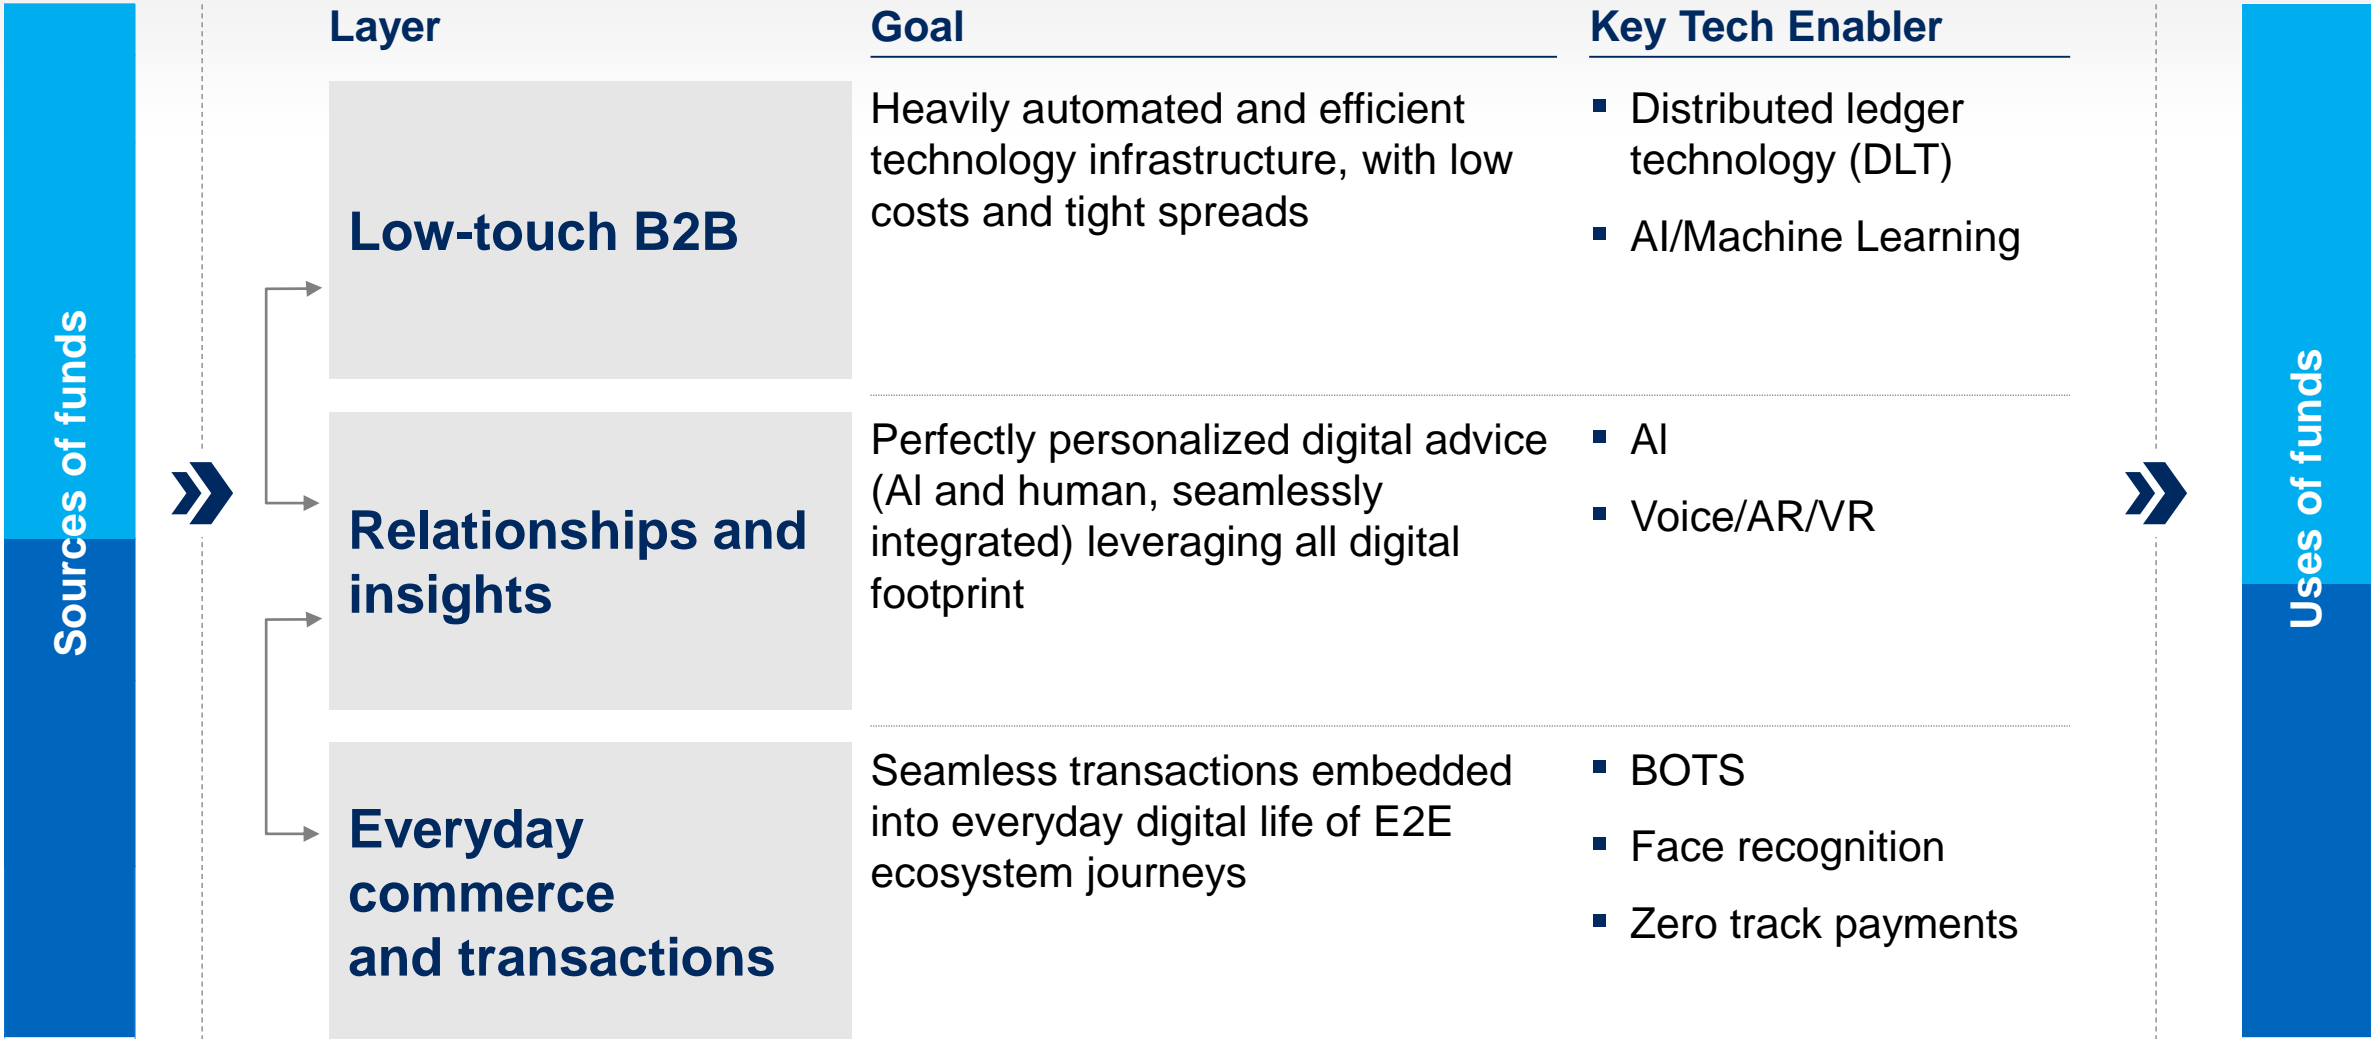 Layer
Goal
Key Tech Enabler
Sources of funds
Low-touch B2B
Heavily automated and efficient
technology infrastructure, with low
costs and tight spreads
Distributed ledger
technology (DLT)
AI/Machine Learning
Relationships and
insights
Perfectly personalized digital advice
(AI and human, seamlessly
integrated) leveraging all digital
footprint
AI
Voice/AR/VR
Everyday
commerce
and transactions
Seamless transactions embedded
into everyday digital life of E2E
ecosystem journeys
BOTS
Face recognition
Zero track payments
Uses of funds